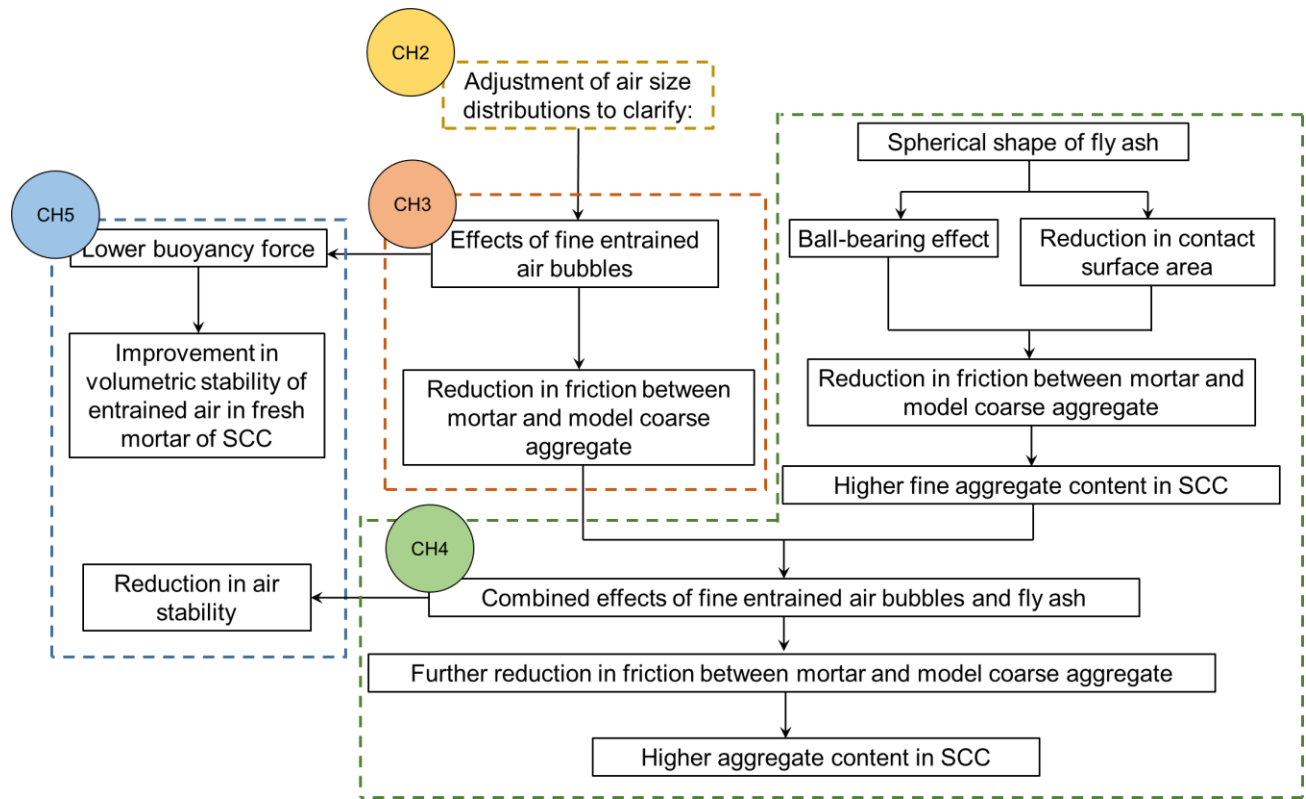 CH2
Adjustment of air size
distributions to clarify:
CH5
Lower buoyancy force
Improvement in
volumetric stability of
entrained air in fresh
mortar of SCC
Reduction in air
stability
CH3
Effects of fine entrained
air bubbles
Reduction in friction between
mortar and model coarse
aggregate
Spherical shape of fly ash
Ball-bearing effect
Reduction in contact
surface area
Reduction in friction between mortar and
model coarse aggregate
Higher fine aggregate content in SCC
CH4
Combined effects of fine entrained air bubbles and fly ash
Further reduction in friction between mortar and model coarse aggregate
Higher aggregate content in SCC